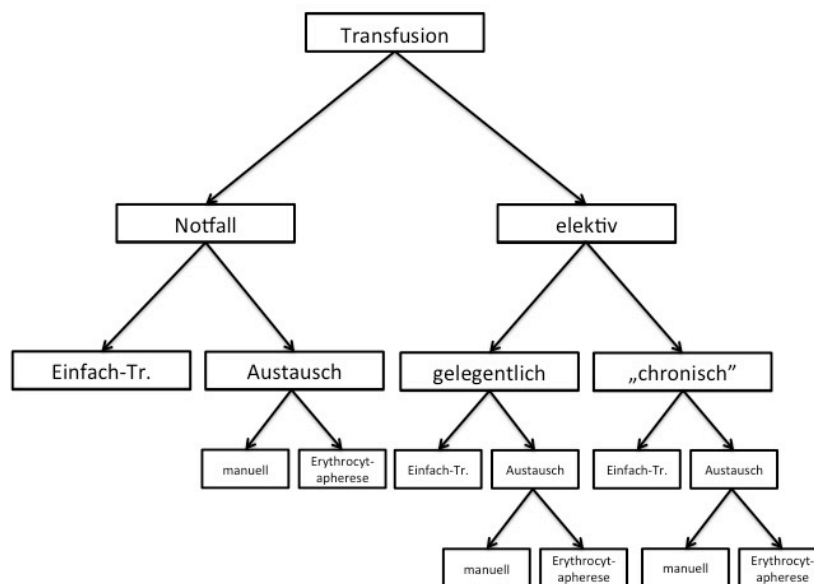 Transfusion
Notfall
elektiv
Einfach-Tr.
Austausch
gelegentlich
„chronisch”
manuell
Erythrocyt-
apherese
Einfach-Tr.
Austausch
Einfach-Tr.
Austausch
manuell
Erythrocyt-
apherese
manuell
Erythrocyt-
apherese